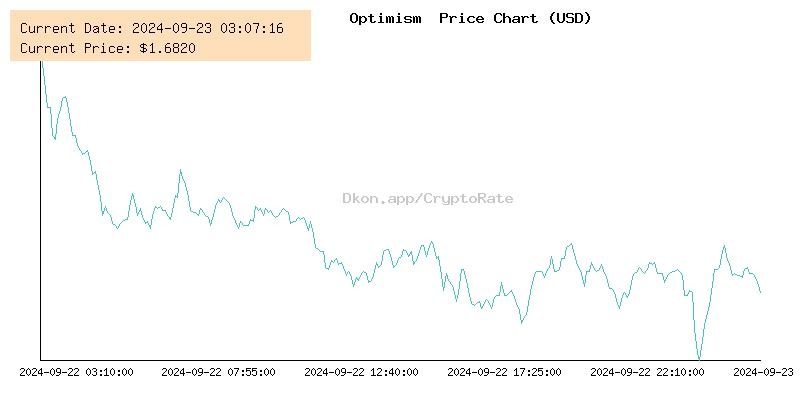 Optimism  Price Chart (USD)
Current Date: 2024-09-23 03:07:16
Current Price: $1.6820
Dkon.app/CryptoRate
2024-09-22 03:10:00 2024-09-22 07:55:00 2024-09-22 12:40:00 2024-09-22 17:25:00 2024-09-22 22:10:00 2024-09-23